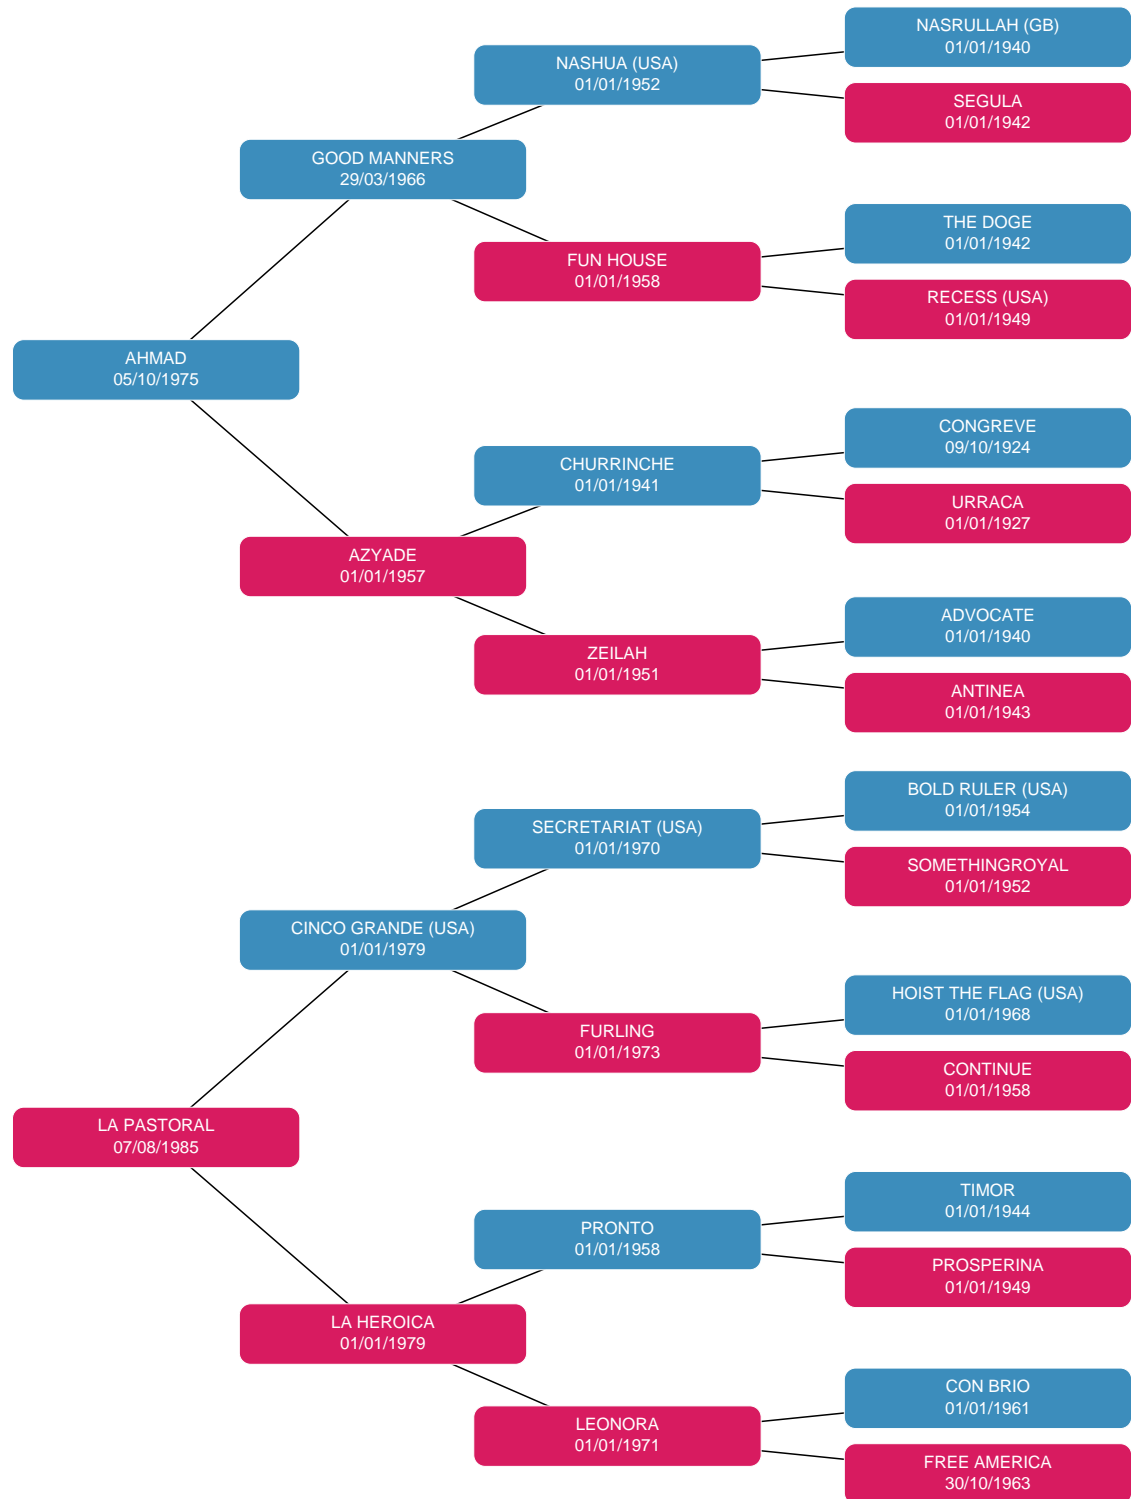 NASRULLAH (GB)
01/01/1940
NASHUA (USA)
01/01/1952
SEGULA
01/01/1942
GOOD MANNERS
29/03/1966
THE DOGE
01/01/1942
FUN HOUSE
01/01/1958
RECESS (USA)
01/01/1949
AHMAD
05/10/1975
CONGREVE
09/10/1924
CHURRINCHE
01/01/1941
URRACA
01/01/1927
AZYADE
01/01/1957
ADVOCATE
01/01/1940
ZEILAH
01/01/1951
ANTINEA
01/01/1943
BOLD RULER (USA)
01/01/1954
SECRETARIAT (USA)
01/01/1970
SOMETHINGROYAL
01/01/1952
CINCO GRANDE (USA)
01/01/1979
HOIST THE FLAG (USA)
01/01/1968
FURLING
01/01/1973
CONTINUE
01/01/1958
LA PASTORAL
07/08/1985
TIMOR
01/01/1944
PRONTO
01/01/1958
PROSPERINA
01/01/1949
LA HEROICA
01/01/1979
CON BRIO
01/01/1961
LEONORA
01/01/1971
FREE AMERICA
30/10/1963